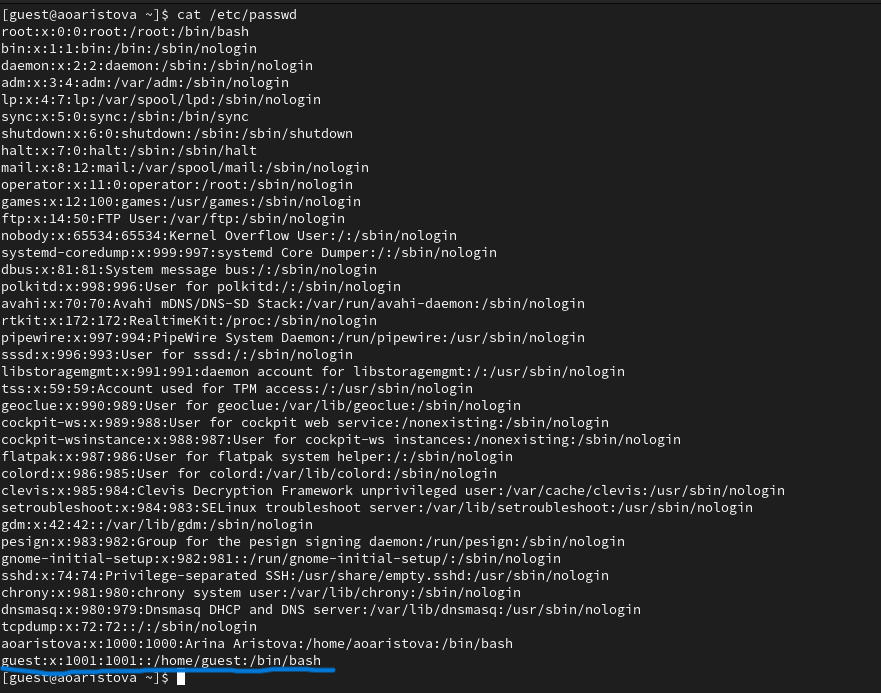 [guest@aoaristova ~]$ cat /etc/passwd
root:x:0:0:root:/root:/bin/bash
bin:x:1:1:bin:/bin:/sbin/nologin
daemon:x:2:2:daemon:/sbin:/sbin/nologin
adm:x:3:4:adm:/var/adm:/sbin/nologin
lp:x:4:7:lp:/var/spool/lpd:/sbin/nologin
sync:x:5:0:sync:/sbin:/bin/sync
shutdown:x:6:0:shutdown:/sbin:/sbin/shutdown
halt:x:7:0:halt:/sbin:/sbin/halt
mail:x:8:12:mail:/var/spool/mail:/sbin/nologin
operator:x:11:0:operator:/root:/sbin/nologin
games:x:12:100:games:/usr/games:/sbin/nologin
ftp:x:14:50:FTP User:/var/ftp:/sbin/nologin
nobody:x:65534:65534:Kernel Overflow User:/:/sbin/nologin
systemd-coredump:x:999:997:systemd Core Dumper:/:/sbin/nologin
dbus:x:81:81:System message bus:/:/sbin/nologin
polkitd:x:998:996:User for polkitd:/:/sbin/nologin
avahi:x:70:70:Avahi mDNS/DNS-SD Stack:/var/run/avahi-daemon:/sbin/nologin
rtkit:x:172:172:RealtimeKit:/proc:/sbin/nologin
pipewire:x:997:994:PipeWire System Daemon:/run/pipewire:/usr/sbin/nologin
sssd:x:996:993:User for sssd:/:/sbin/nologin
libstoragemgmt:x:991:991:daemon account for libstoragemgmt:/:/usr/sbin/nologin
tss:x:59:59:Account used for TPM access:/:/usr/sbin/nologin
geoclue:x:990:989:User for geoclue:/var/lib/geoclue:/sbin/nologin
cockpit-ws:x:989:988:User for cockpit web service:/nonexisting:/sbin/nologin
cockpit-wsinstance:x:988:987:User for cockpit-ws instances:/nonexisting:/sbin/nologin
flatpak:x:987:986:User for flatpak system helper:/:/sbin/nologin
colord:x:986:985:User for colord:/var/lib/colord:/sbin/nologin
clevis:x:985:984:Clevis Decryption Framework unprivileged user:/var/cache/clevis:/usr/sbin/nologin
setroubleshoot:x:984:983:SELinux troubleshoot server:/var/lib/setroubleshoot:/usr/sbin/nologin
gdm:x:42:42::/var/lib/gdm:/sbin/nologin
pesign:x:983:982:Group for the pesign signing daemon:/run/pesign:/sbin/nologin
gnome-initial-setup:x:982:981::/run/gnome-initial-setup/:/sbin/nologin
sshd:x:74:74:Privilege-separated SSH:/usr/share/empty.sshd:/usr/sbin/nologin
chrony:x:981:980:chrony system user:/var/lib/chrony:/sbin/nologin
dnsmasq:x:980:979:Dnsmasq DHCP and DNS server:/var/lib/dnsmasq:/usr/sbin/nologin
tcpdump:x:72:72::/:/sbin/nologin
aoaristova:x:1000:1000:Arina Aristova:/home/aoaristova:/bin/bash
guest:x:1001:1001::/home/guest:/bin/bash
[guest@aoaristova ~]$